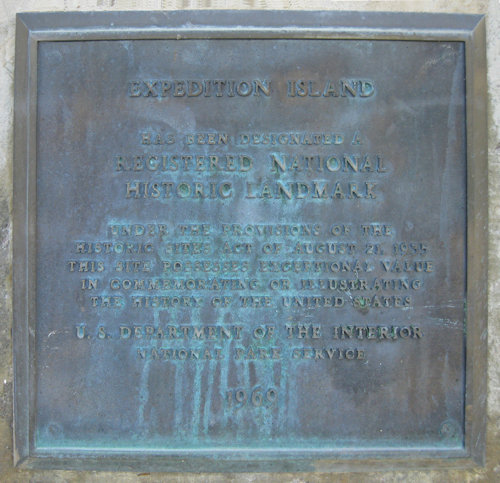 EXPEDITION ISLAND
HAS BEEN DESIGNATED A
REGISTERED NATIONAL
HISTORIC LANDMARK
UNDER THE PROVISIONS OF THE
HISTORIC SITES ACT OF AUGUST 21, 1935
THIS SITE POSSESSES EXCEPTIONAL VALUE
IN COMMEMORATING OR ILLUSTRATING
THE HISTORY OF THE UNITED STATES
U.S. DEPARTMENT OF THE INTERIOR
NATIONAL PARK SERVICE
1969